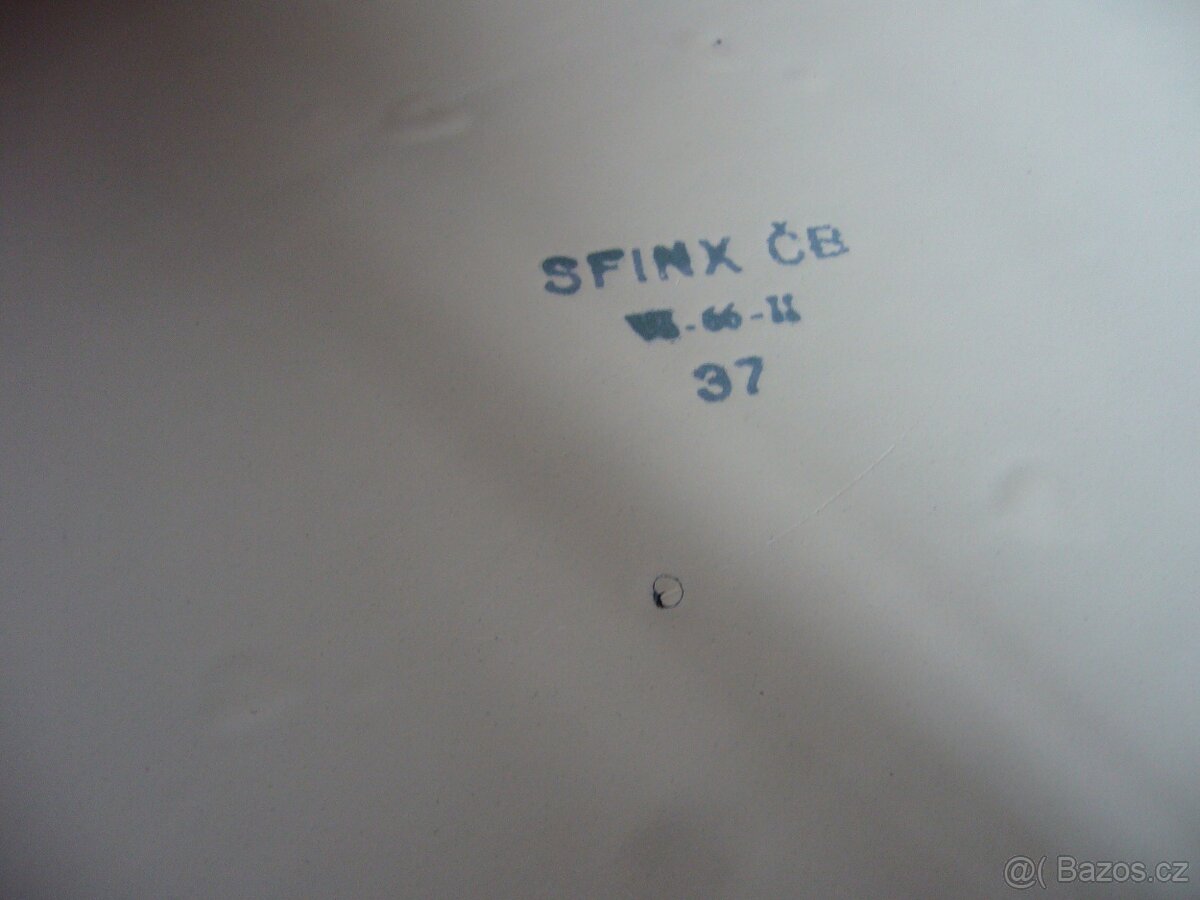 SFINX ČB
-66-II
37
@( Bazos.cz